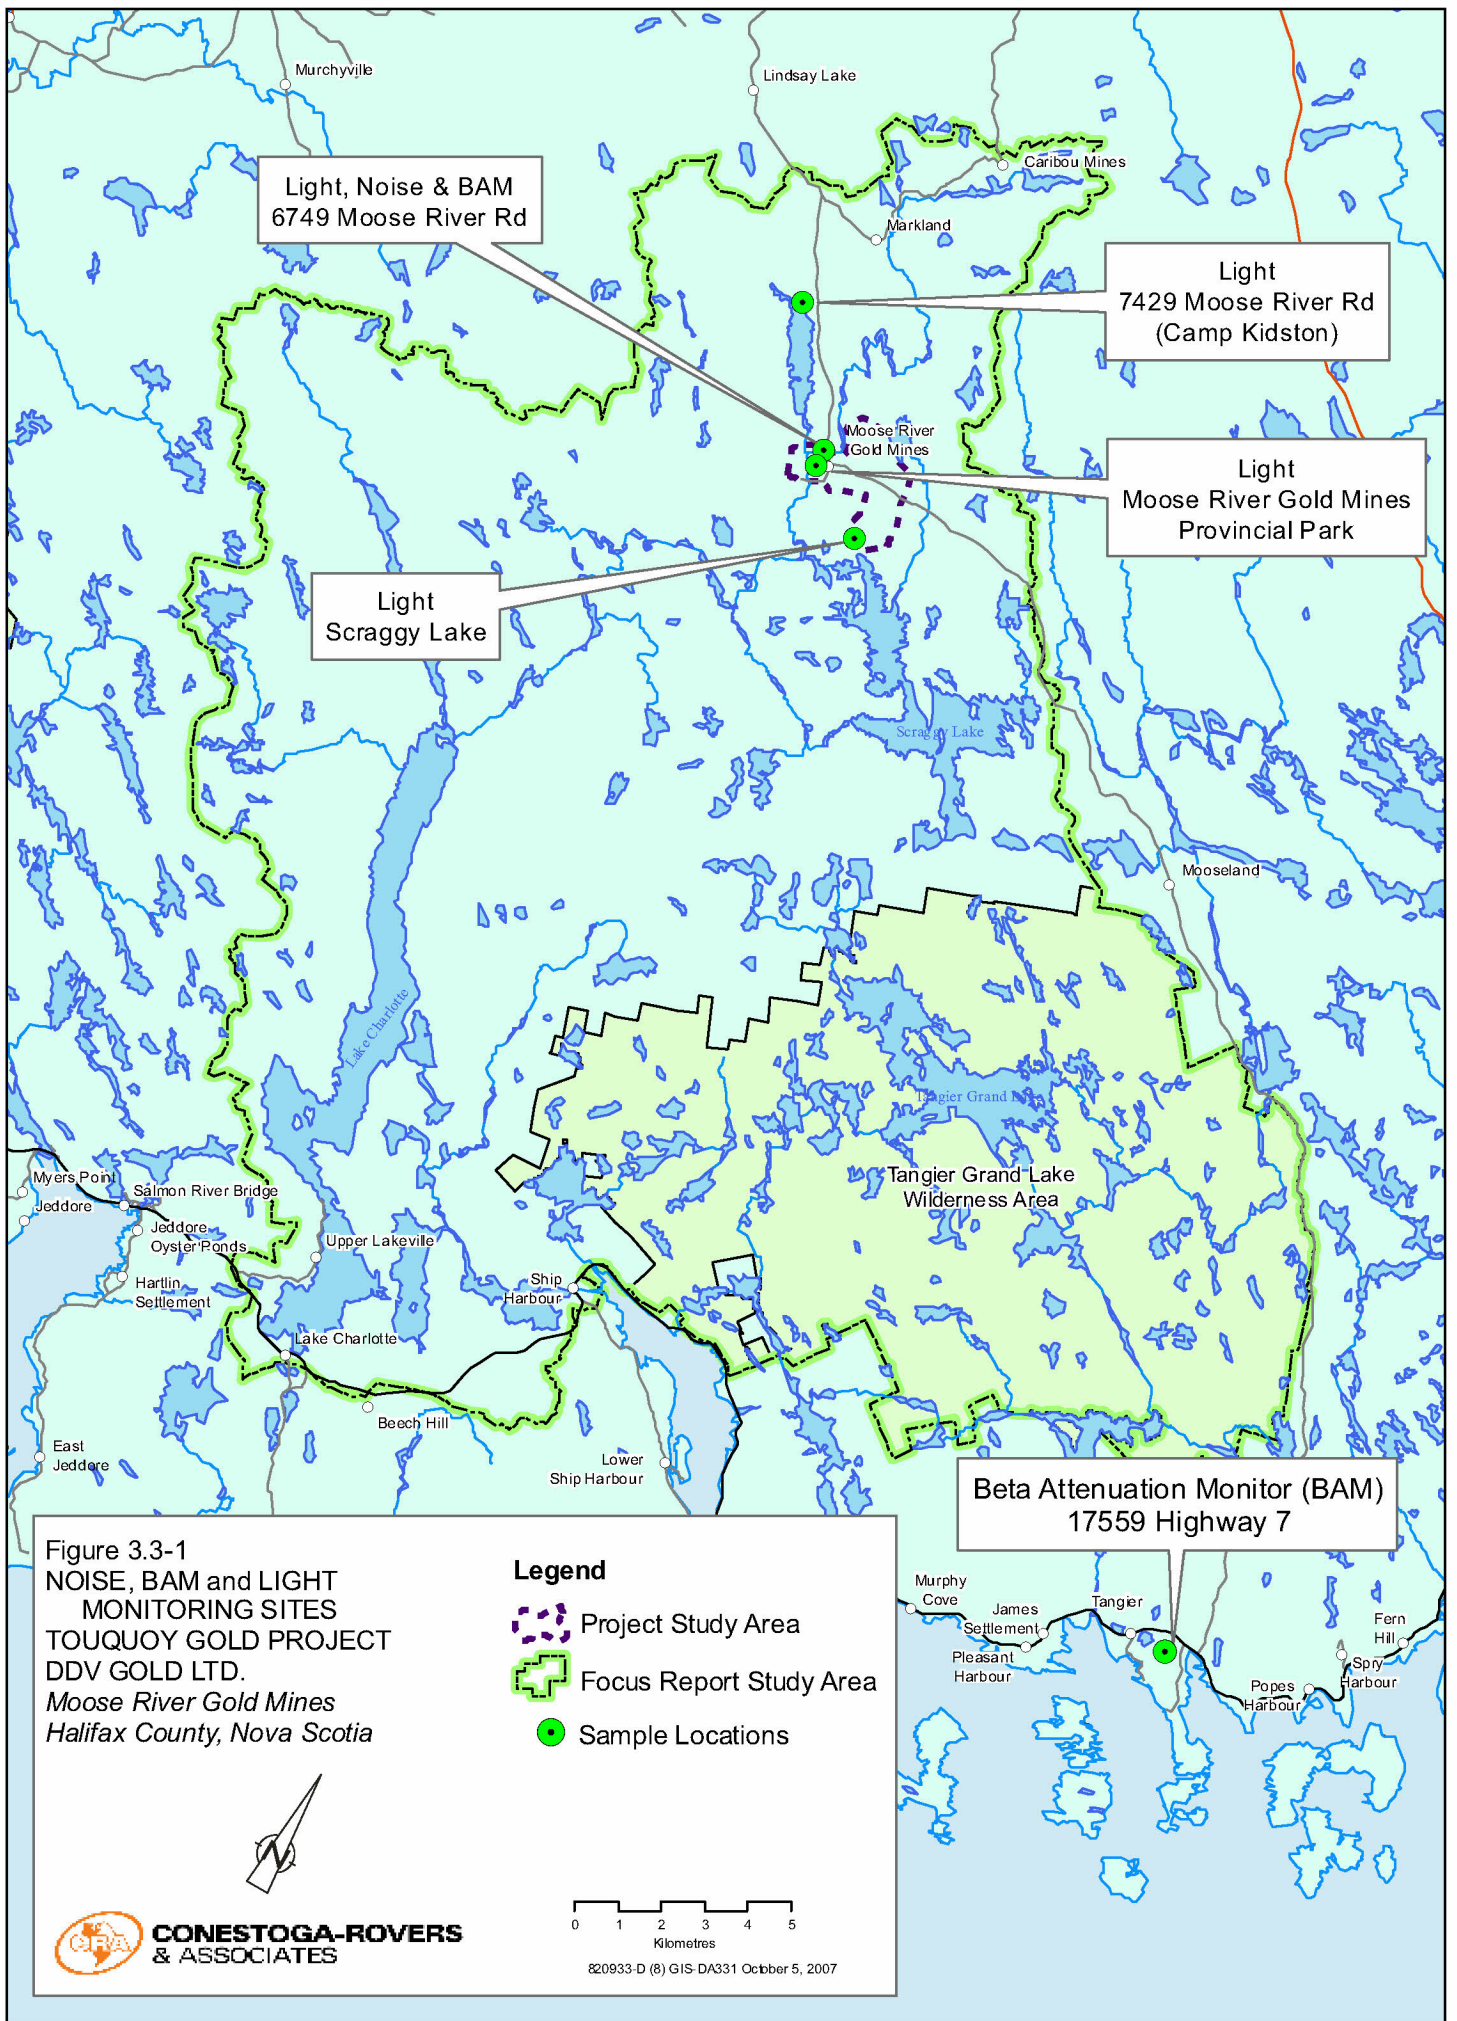 Murchyville
Lindsay Lake
Caribou Mines
Light, Noise & BAM
6749 Moose River Rd
Markland
Light
7429 Moose River Rd
(Camp Kidston)
Moose River
Gold Mines
Light
Moose River Gold Mines
Provincial Park
Light
Scraggy Lake
Scraggy Lake
Mooseland
Lake Charlotte
Tangier Grand Lake
Tangier Grand Lake
Wilderness Area
Myers Point
Salmon River Bridge
Jeddore
Jeddore
Oyster Ponds
Upper Lakeville
Hartlin
Settlement
Ship
Harbour
Lake Charlotte
Beech Hill
East
Jeddore
Lower
Ship Harbour
Beta Attenuation Monitor (BAM)
17559 Highway 7
Murphy
Cove
James
Settlement
Tangier
Pleasant
Harbour
Fern
Hill
Spry
Harbour
Popes
Harbour
Figure 3.3-1
NOISE, BAM and LIGHT
MONITORING SITES
TOUQUOY GOLD PROJECT
DDV GOLD LTD.
Moose River Gold Mines
Halifax County, Nova Scotia
Legend
Project Study Area
Focus Report Study Area
Sample Locations
N
CRA
CONESTOGA-ROVERS
& ASSOCIATES
0 1 2 3 4 5
Kilometres
820933-D (8) GIS-DA331 October 5, 2007